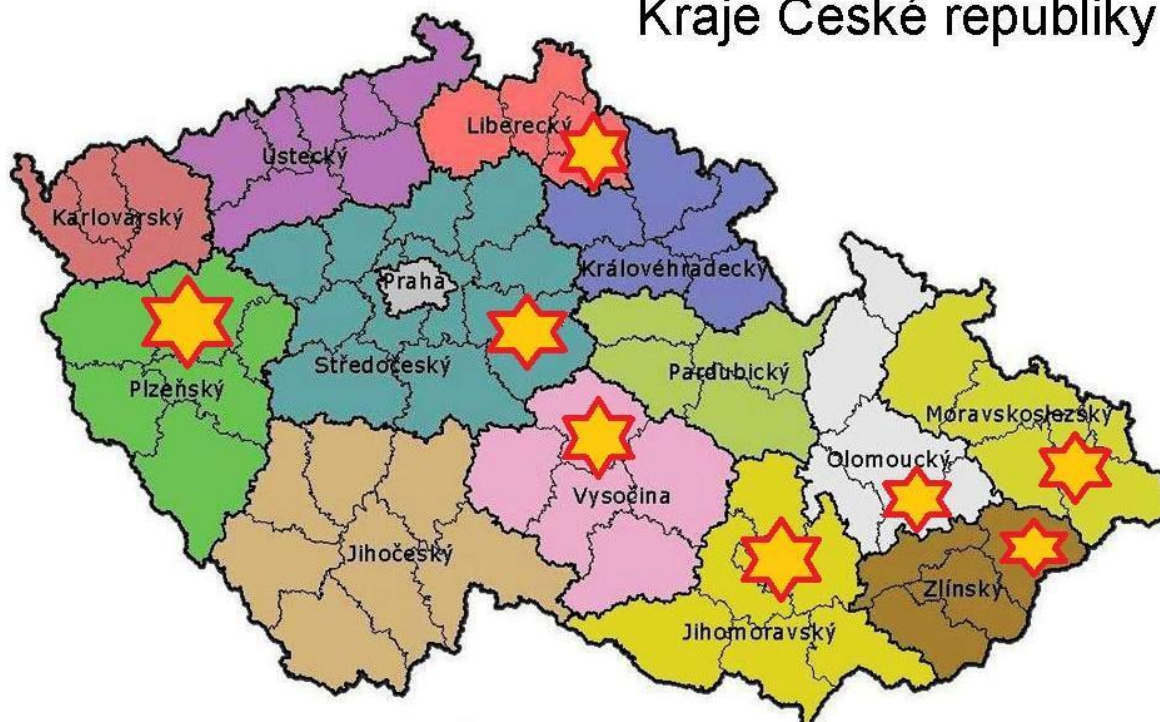 Kraje České republiky
Liberecký
Ústecký
Karlovarský
Královéhradecký
Praha
Středočeský
Pardubický
Plzeňský
Moravskoslezský
Olomoucký
Vysočina
Jihočeský
Zlínský
Jihomoravský